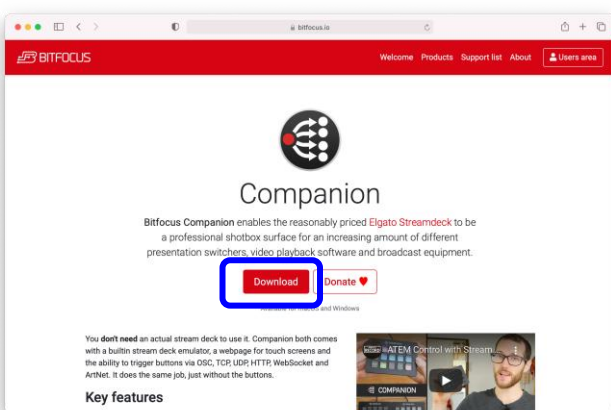 bitfocus.io
BITFOCUS
Welcome Products Support list About Users area
Companion
Bitfocus Companion enables the reasonably priced Elgato Streamdeck to be
a professional shotbox surface for an increasing amount of different
presentation switchers, video playback software and broadcast equipment.
Download Donate
and Windows
You don't need an actual stream deck to use it. Companion both comes
with a builtin stream deck emulator, a webpage for touch screens and
the ability to trigger buttons via OSC, TCP, UDP, HTTP, WebSocket and
ArtNet. It does the same job, just without the buttons.
Key features
ATEM Control with Stream...
COMPANION